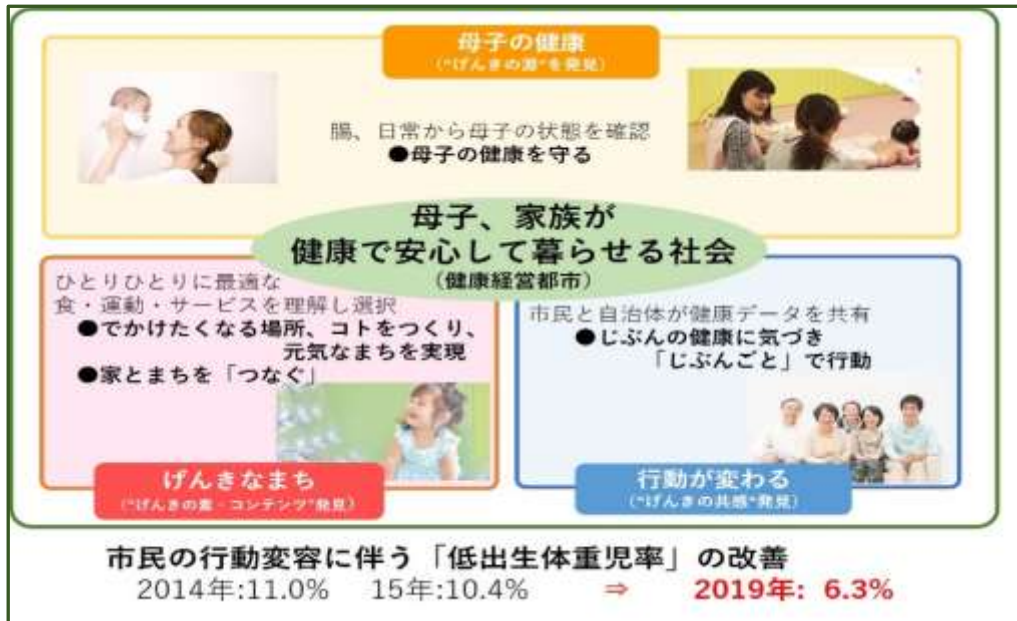 母子の健康
("げんきの源"を発見)
腸、日常から母子の状態を確認
●母子の健康を守る
母子、家族が
健康で安心して暮らせる社会
(健康経営都市)
ひとりひとりに最適な
食・運動・サービスを理解し選択
●でかけたくなる場所、コトをつくり、
元気なまちを実現
●家とまちを「つなぐ」
げんきなまち
("げんきの素・コンテンツ"発見)
市民と自治体が健康データを共有
●じぶんの健康に気づき
「じぶんごと」で行動
行動が変わる
("げんきの共感"発見)
市民の行動変容に伴う「低出生体重児率」の改善
2014年:11.0% 15年:10.4% ⇒ 2019年: 6.3%